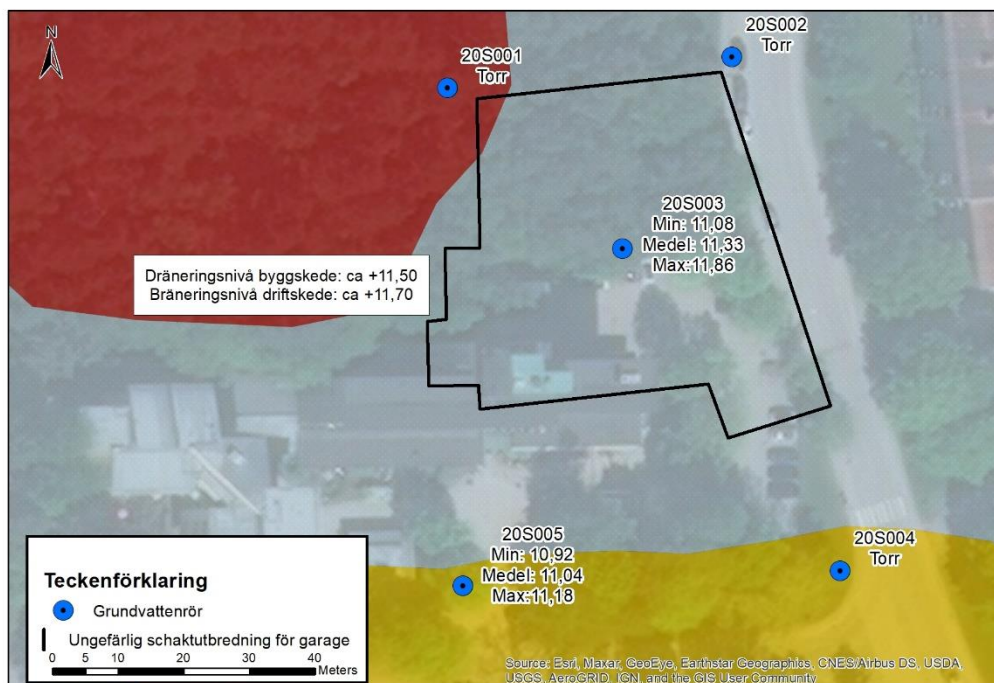 N
20S001
Torr
20S002
Torr
20S003
Min: 11,08
Medel: 11,33
Max:11,86
Dräneringsnivå byggskede: ca +11,50
Bräneringsnivå driftskede: ca +11,70
20S005
Min: 10,92
Medel: 11,04
Max:11,18
20S004
Torr
Teckenförklaring
Grundvattenrör
Ungefärlig schaktutbredning för garage
0 10 20 30 40
Meters
Source: Esri, Maxar, GeoEye, Earthstar Geographics, CNES/Airbus DS, USDA,
USGS, AeroGRID, IGN, and the GIS User Community